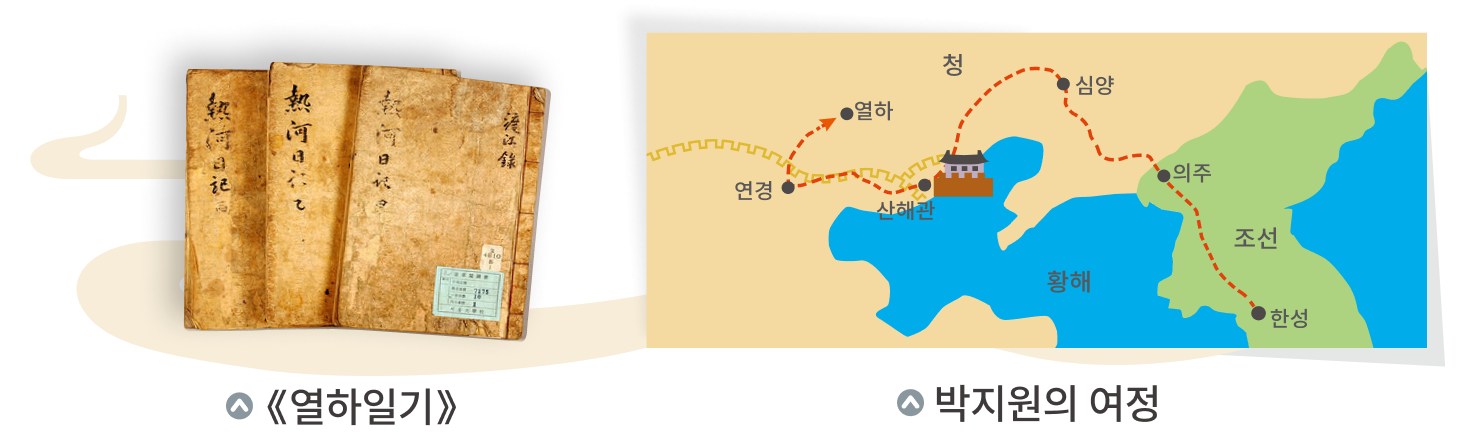 熱河日記
熱河日記 乙
熱河日記
渡江錄
청
심양
열하
의주
연경
산해관
조선
황해
한성
《열하일기》
박지원의 여정